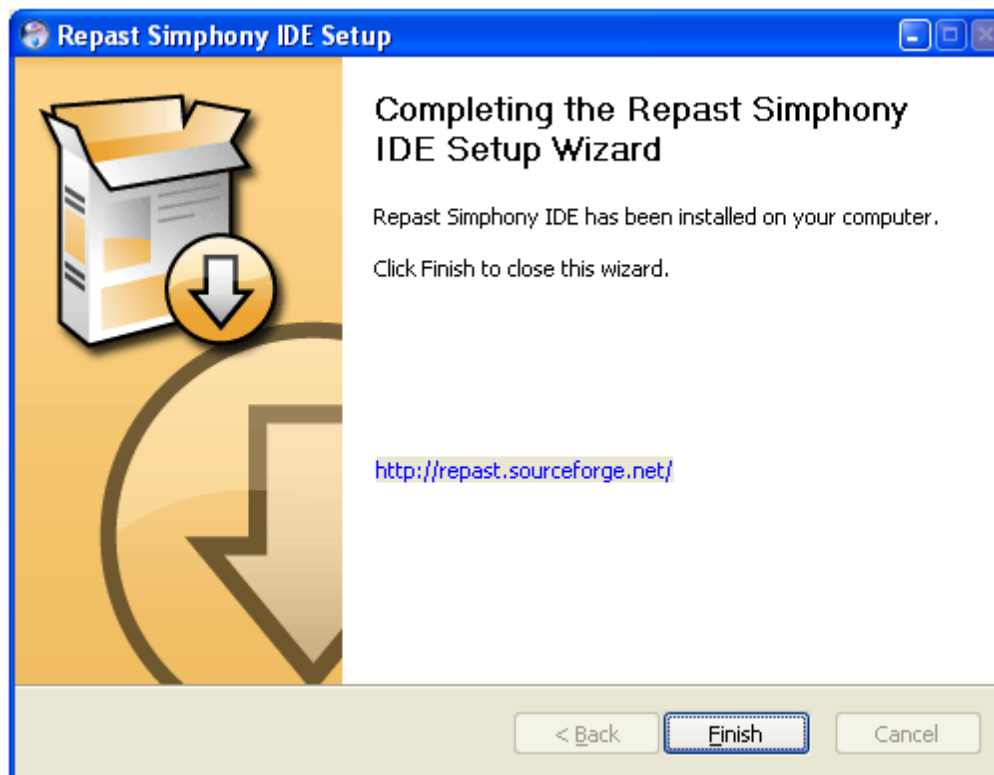 Repast Simphony IDE Setup
Completing the Repast Simphony
IDE Setup Wizard
Repast Simphony IDE has been installed on your computer.
Click Finish to close this wizard.
http://repast.sourceforge.net/
< Back
Finish
Cancel